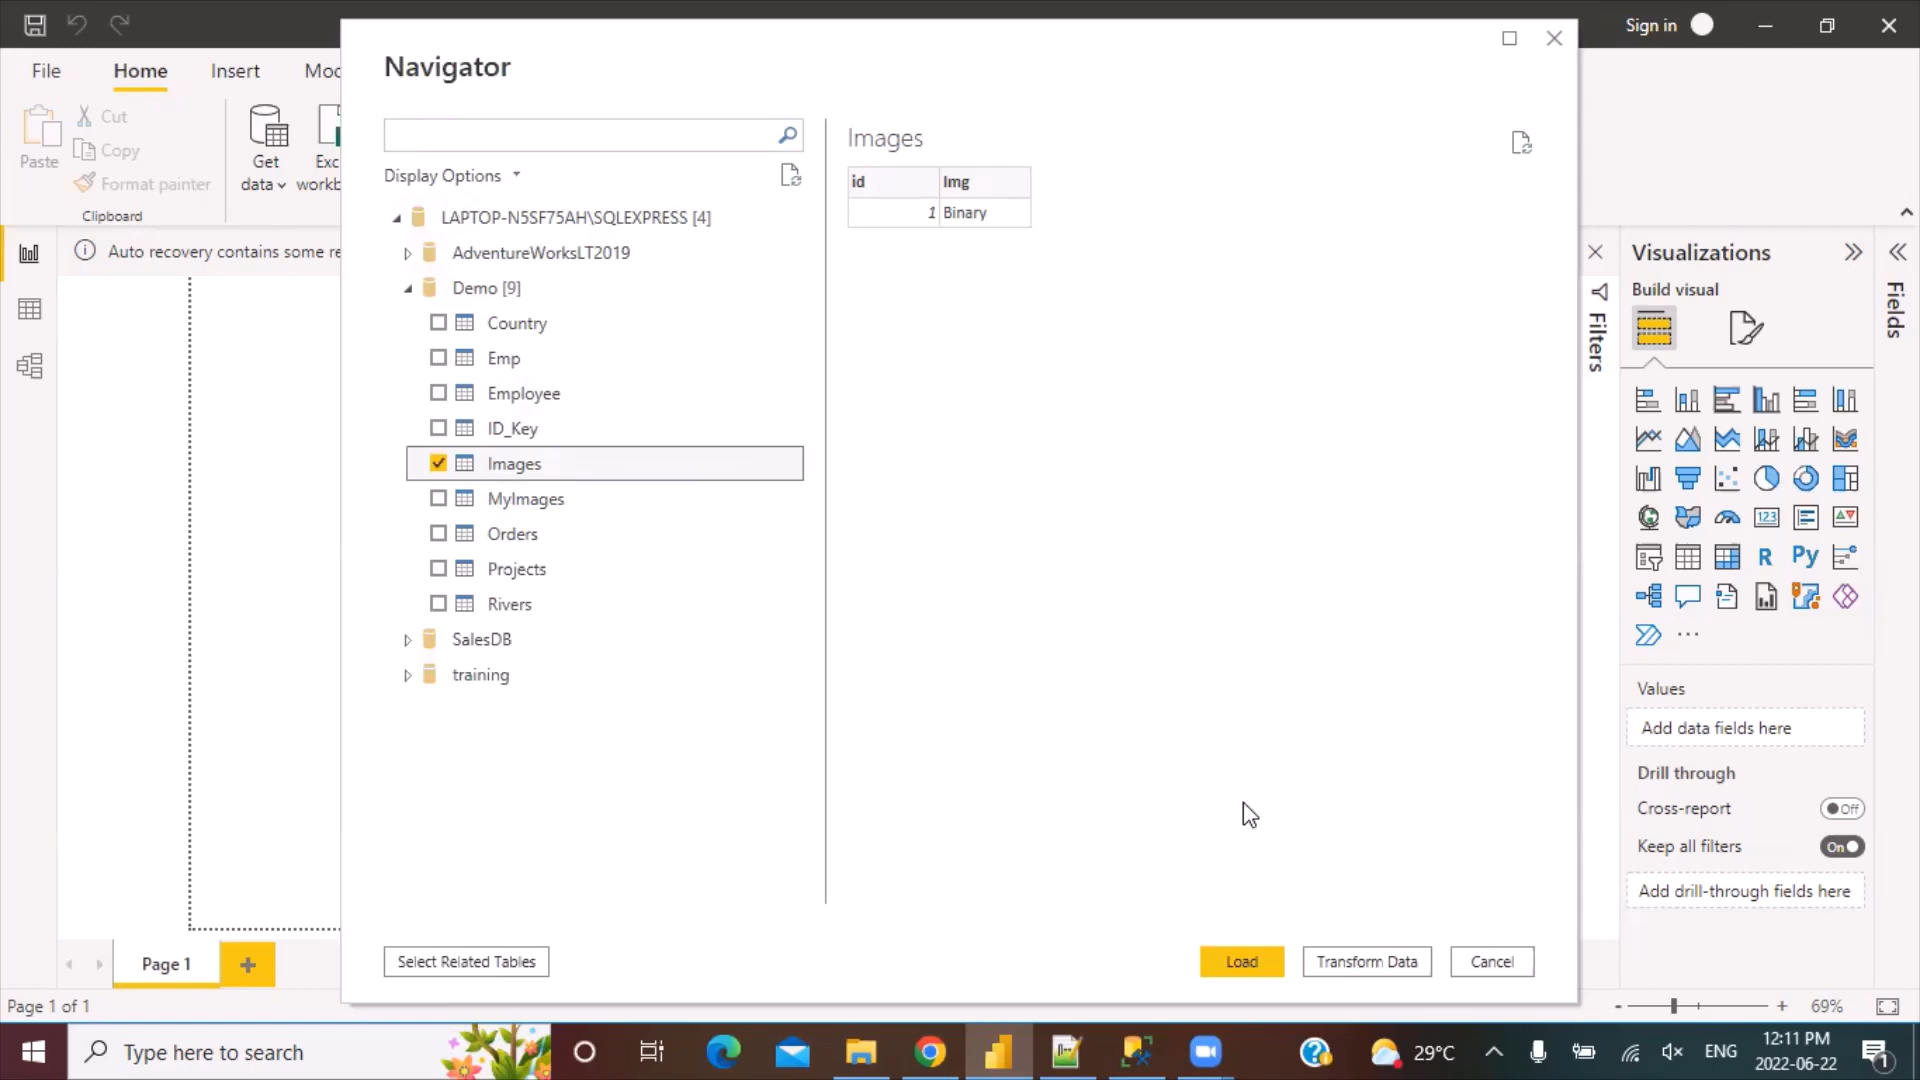 Sign in
File
Home
Insert
Moc
Paste
Cut
Copy
Format painter
Clipboard
Get
data
Exc
workb
Auto recovery contains some re
Navigator
Display Options
LAPTOP-N5SF75AH\SQLEXPRESS [4]
AdventureWorksLT2019
Demo [9]
Country
Emp
Employee
ID_Key
Images
MyImages
Orders
Projects
Rivers
SalesDB
training
Images
id Img
1 Binary
Select Related Tables
Load
Transform Data
Cancel
Filters
Visualizations
Build visual
123
R
Py
Values
Add data fields here
Drill through
Cross-report
Off
Keep all filters
On
Add drill-through fields here
Fields
Page 1
Page 1 of 1
- + 69%
Type here to search
29°C
ENG
12:11 PM
2022-06-22
1